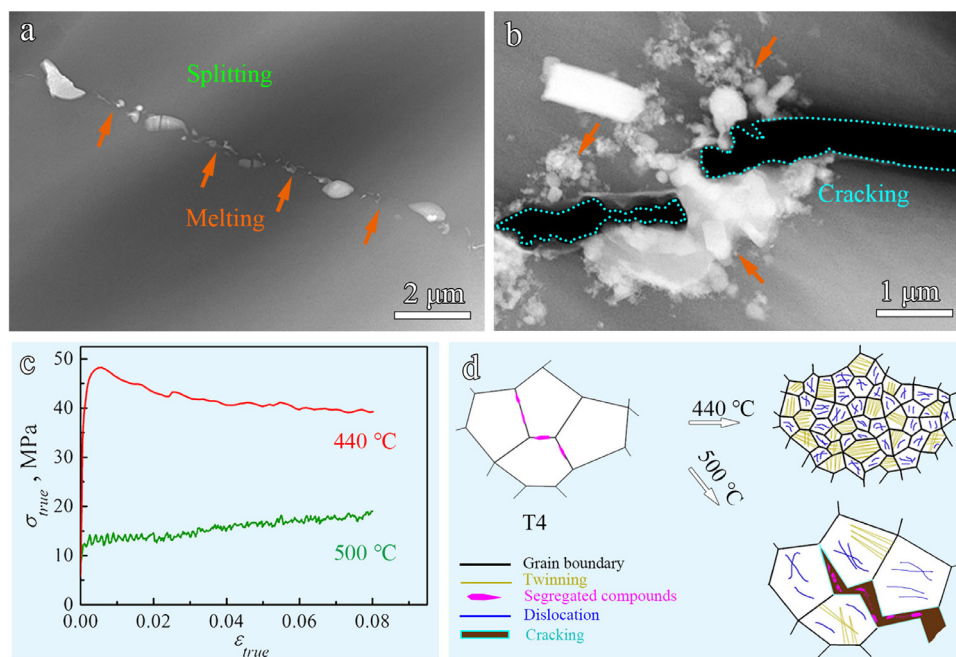 a
Splitting
Melting
2 μm
b
Cracking
1 μm
c
50
40
30
20
10
0
σtrue , MPa
440 °C
500 °C
0.00 0.02 0.04 0.06 0.08
εtrue
d
440 °C
500 °C
T4
Grain boundary
Twinning
Segregated compounds
Dislocation
Cracking